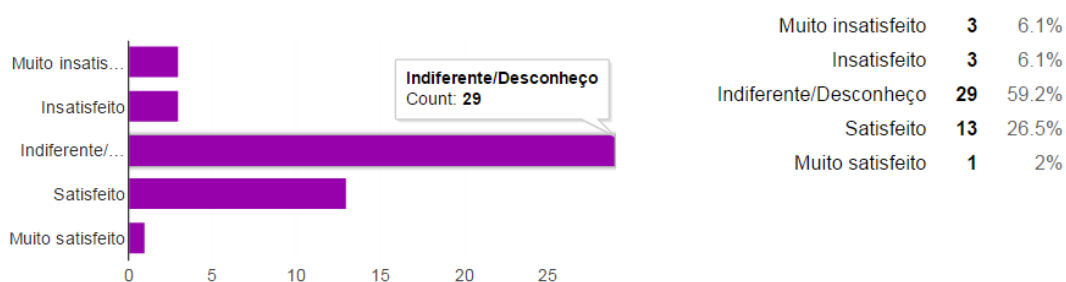 Muito insatis...
Insatisfeito
Indiferente/...
Satisfeito
Muito satisfeito
0 5 10 15 20 25
Indiferente/Desconheço
Count: 29
Muito insatisfeito 3 6.1%
Insatisfeito 3 6.1%
Indiferente/Desconheço 29 59.2%
Satisfeito 13 26.5%
Muito satisfeito 1 2%